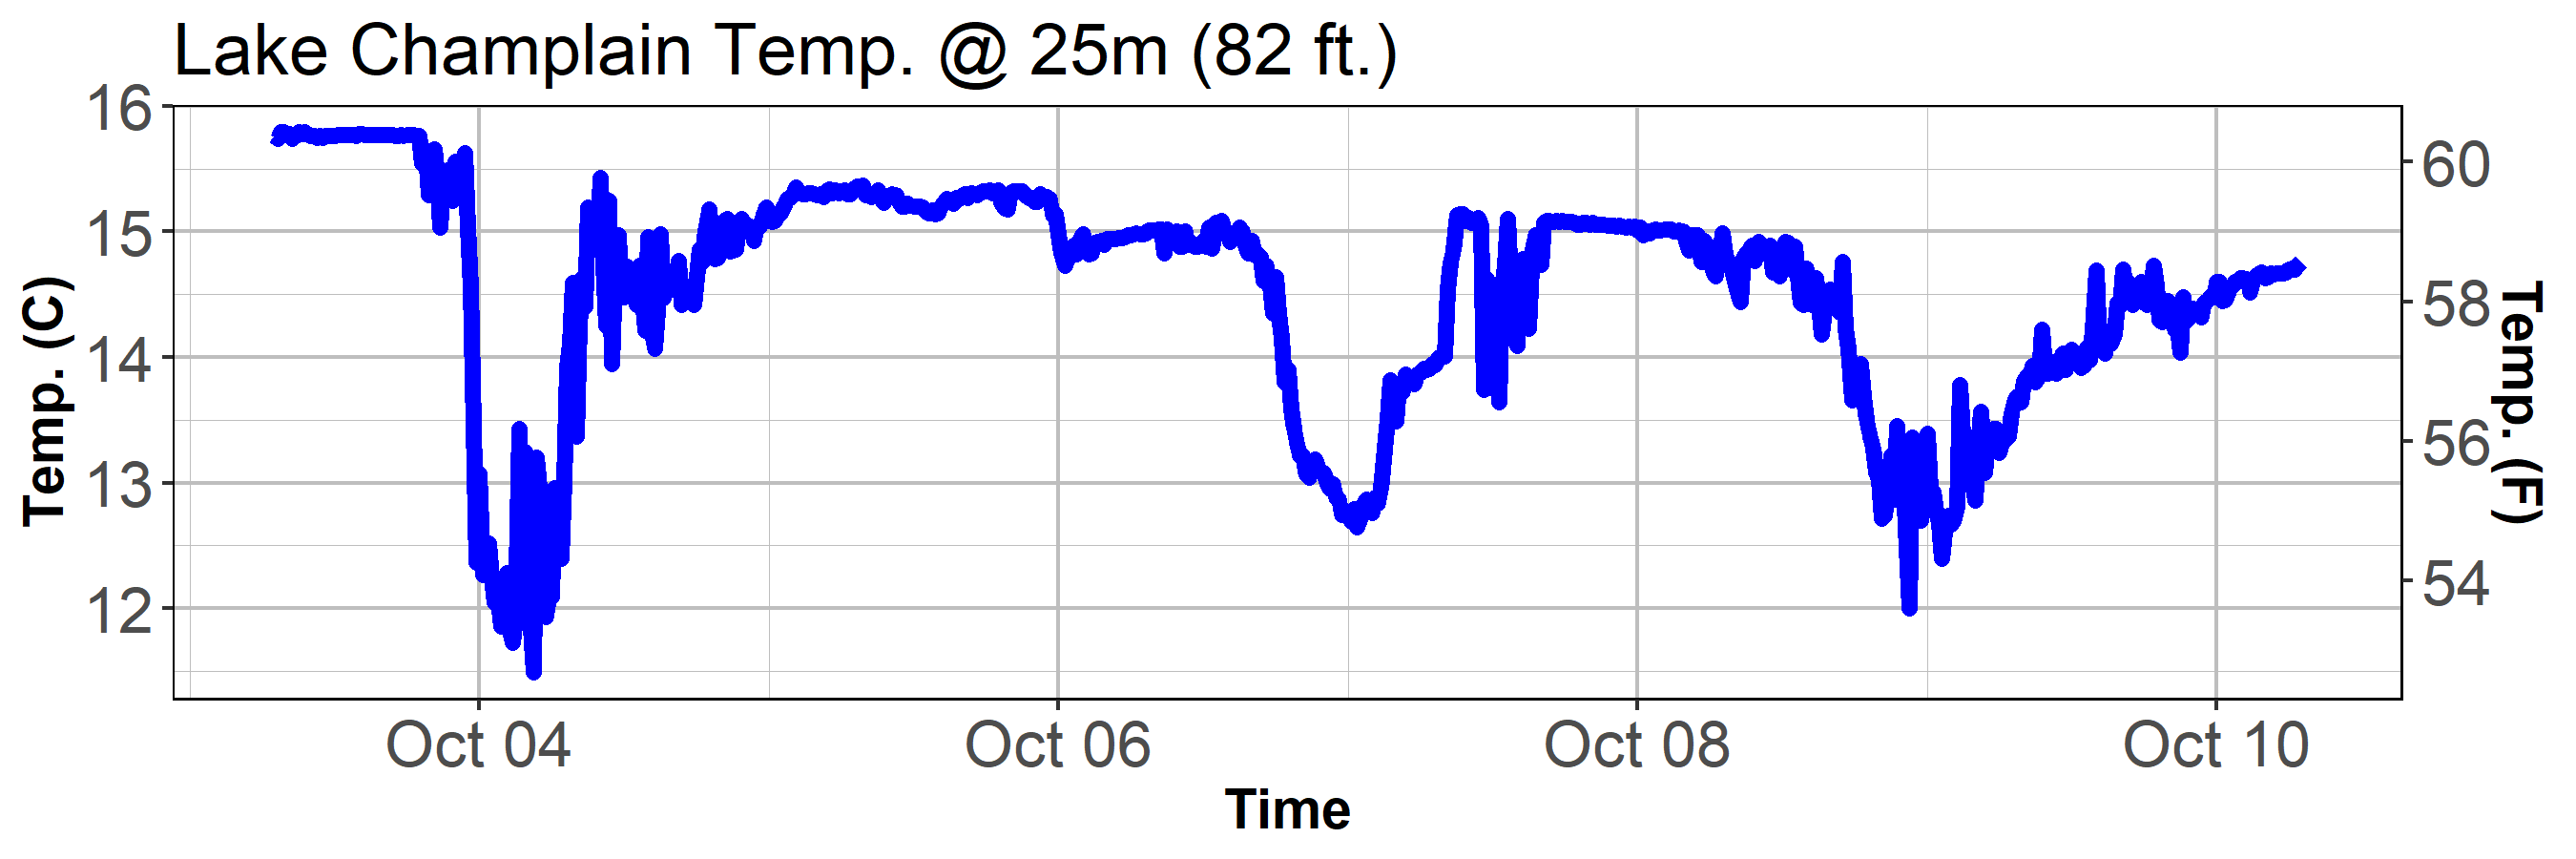 Lake Champlain Temp. @ 25m (82 ft.)
16
15
14
13
12
Temp. (C)
60
58
56
54
Temp. (F)
Oct 04 Oct 06 Oct 08 Oct 10
Time